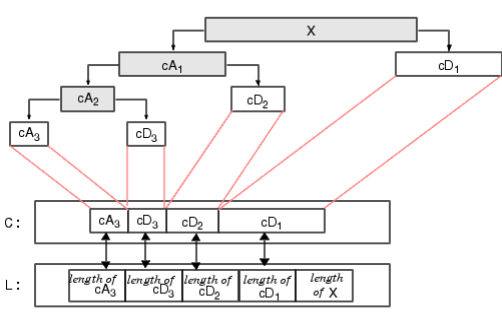 X
cA1
cD1
cA2
cD2
cA3
cD3
C: cA3 cD3 cD2 cD1
L: length of cA3 length of cD3 length of cD2 length of cD1 length of X